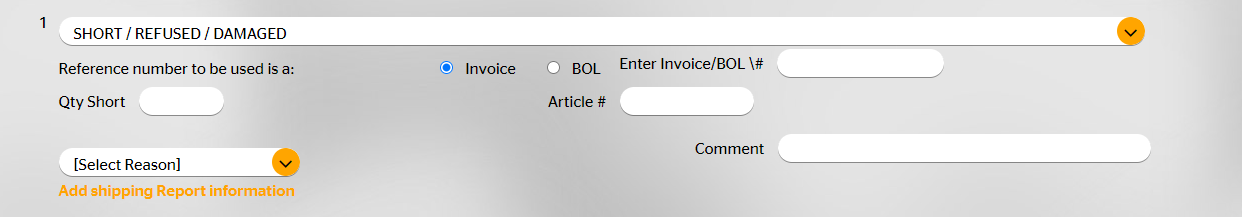 1
SHORT / REFUSED / DAMAGED
Reference number to be used is a: Invoice BOL Enter Invoice/BOL \#
Qty Short Article #
Comment
[Select Reason]
Add shipping Report information